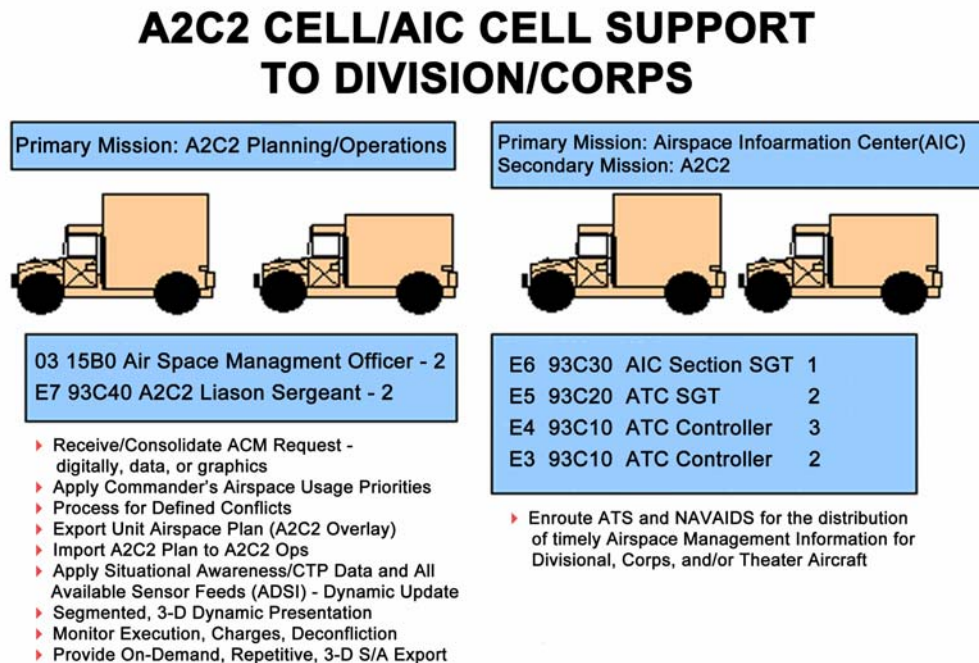 A2C2 CELL/AIC CELL SUPPORT
TO DIVISION/CORPS
Primary Mission: A2C2 Planning/Operations
03 15B0 Air Space Managment Officer - 2
E7 93C40 A2C2 Liason Sergeant - 2
Receive/Consolidate ACM Request -
digitally, data, or graphics
Apply Commander's Airspace Usage Priorities
Process for Defined Conflicts
Export Unit Airspace Plan (A2C2 Overlay)
Import A2C2 Plan to A2C2 Ops
Apply Situational Awareness/CTP Data and All
Available Sensor Feeds (ADSI) - Dynamic Update
Segmented, 3-D Dynamic Presentation
Monitor Execution, Charges, Deconfliction
Provide On-Demand, Repetitive, 3-D S/A Export
Primary Mission: Airspace Infoarmation Center(AIC)
Secondary Mission: A2C2
E6 93C30 AIC Section SGT 1
E5 93C20 ATC SGT 2
E4 93C10 ATC Controller 3
E3 93C10 ATC Controller 2
Enroute ATS and NAVAIDS for the distribution
of timely Airspace Management Information for
Divisional, Corps, and/or Theater Aircraft